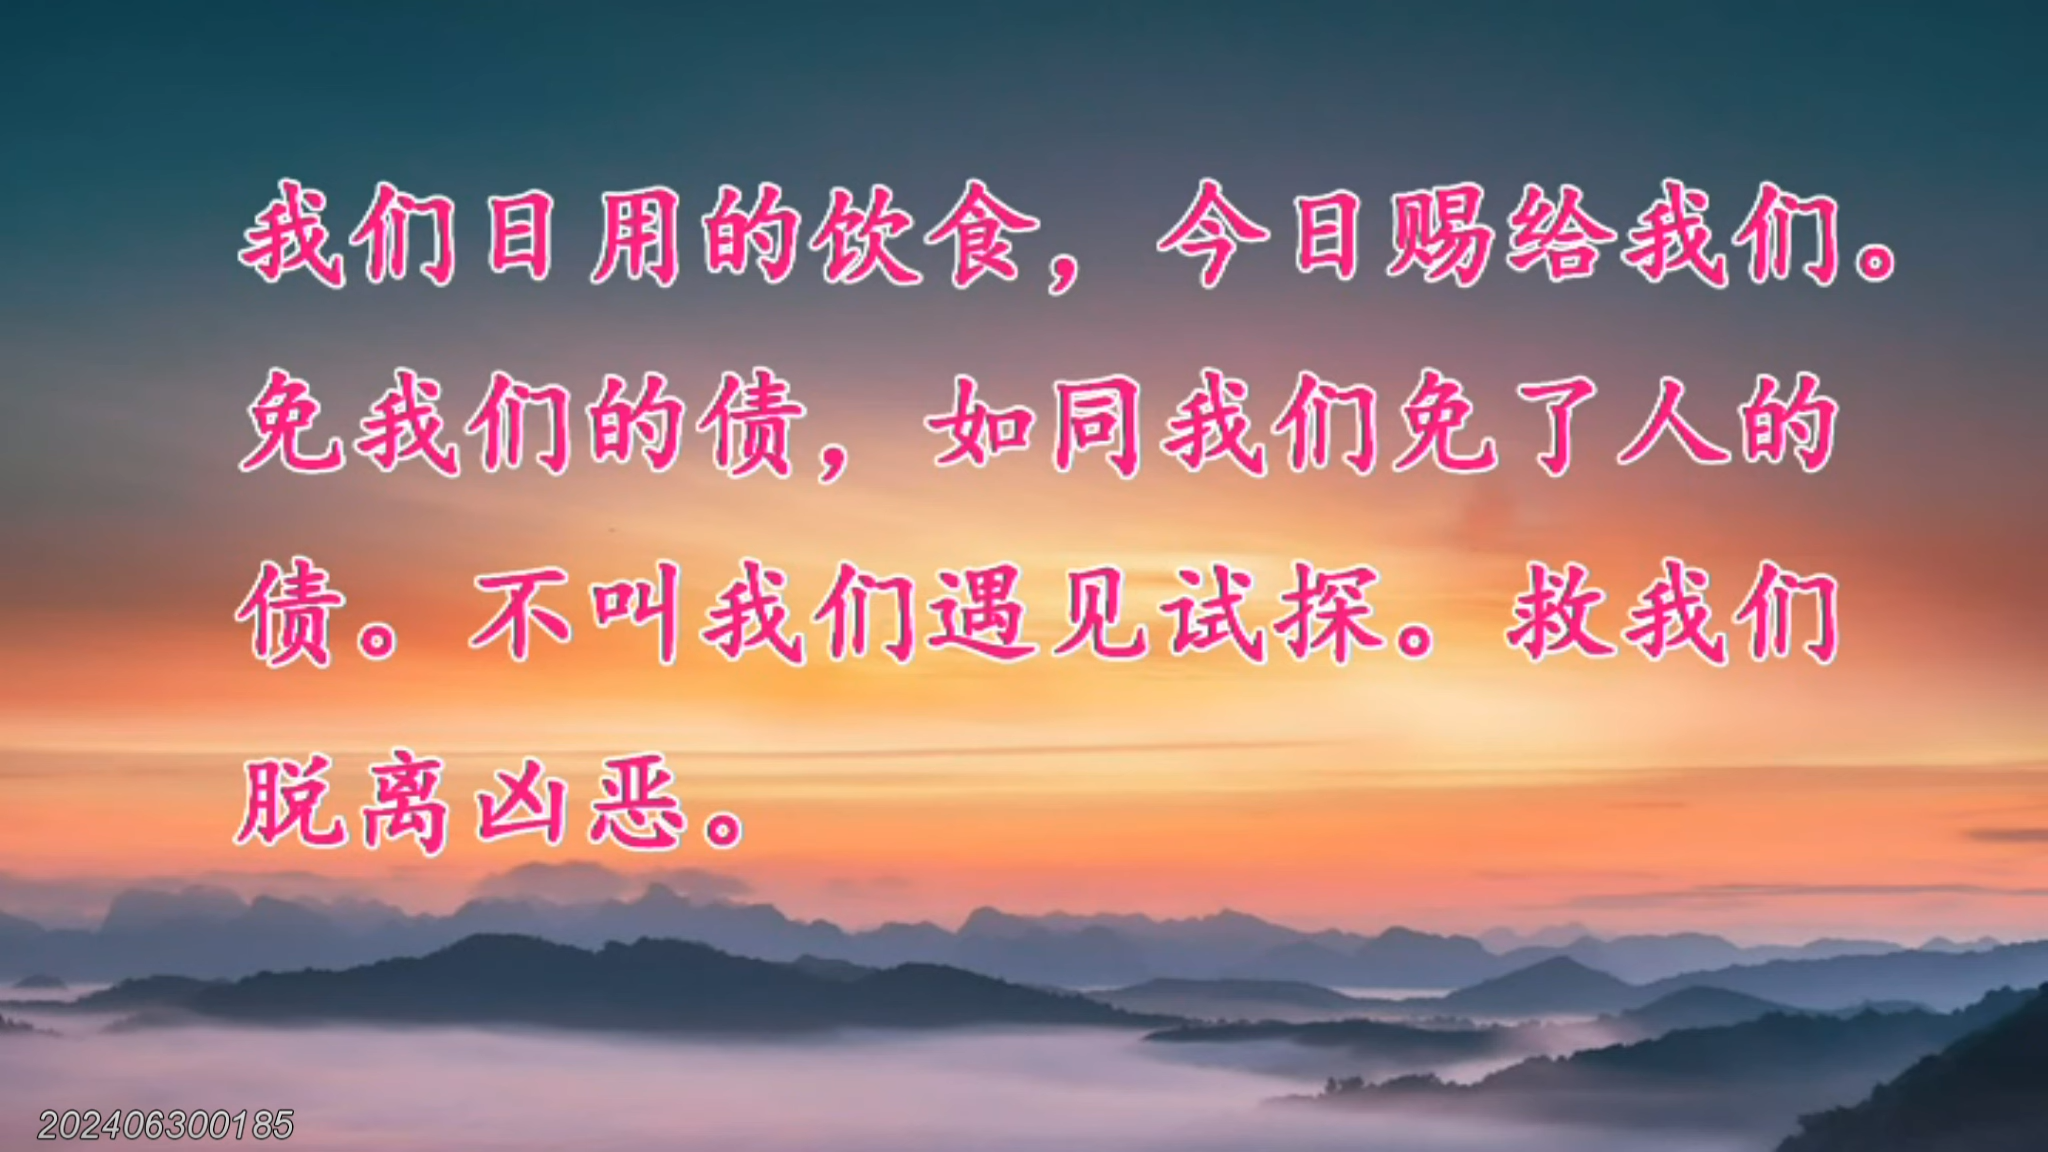 我们日用的饮食，今日赐给我们。
免我们的债，如同我们免了人的
债。不叫我们遇见试探。救我们
脱离凶恶。
202406300185